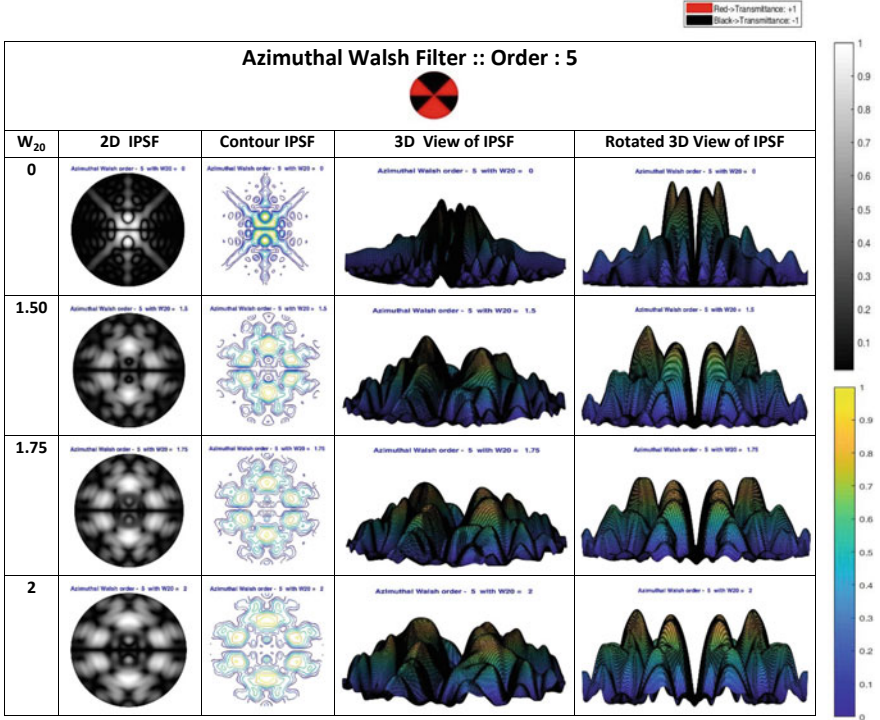 Red->Transmittance: +1
Black->Transmittance: -1
Azimuthal Walsh Filter :: Order : 5
W20 2D IPSF Contour IPSF 3D View of IPSF Rotated 3D View of IPSF
0
Azimuthal Walsh order - 5 with W20 = 0
Azimuthal Walsh order - 5 with W20 = 0
Azimuthal Walsh order - 5 with W20 = 0
Azimuthal Walsh order - 5 with W20 = 0
1.50
Azimuthal Walsh order - 5 with W20 = 1.5
Azimuthal Walsh order - 5 with W20 = 1.5
Azimuthal Walsh order - 5 with W20 = 1.5
Azimuthal Walsh order - 5 with W20 = 1.5
1.75
Azimuthal Walsh order - 5 with W20 = 1.75
Azimuthal Walsh order - 5 with W20 = 1.75
Azimuthal Walsh order - 5 with W20 = 1.75
Azimuthal Walsh order - 5 with W20 = 1.75
2
Azimuthal Walsh order - 5 with W20 = 2
Azimuthal Walsh order - 5 with W20 = 2
Azimuthal Walsh order - 5 with W20 = 2
Azimuthal Walsh order - 5 with W20 = 2
1
0.9
0.8
0.7
0.6
0.5
0.4
0.3
0.2
0.1
1
0.9
0.8
0.7
0.6
0.5
0.4
0.3
0.2
0.1
0